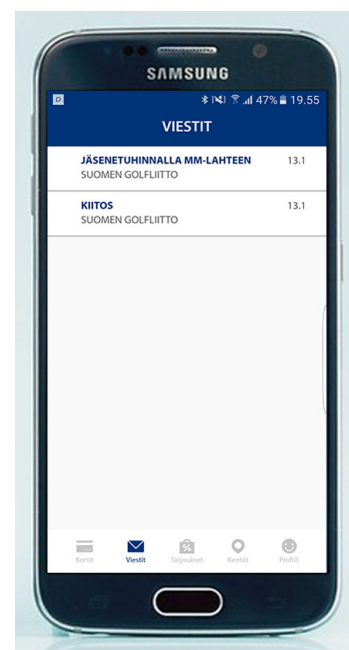 SAMSUNG
47% 19.55
VIESTIT
JÄSENETUHINNALLA MM-LAHTEEN 13.1
SUOMEN GOLFLIITTO
KIITOS 13.1
SUOMEN GOLFLIITTO
Kortit Viestit Tarjoukset Kentät Profiili